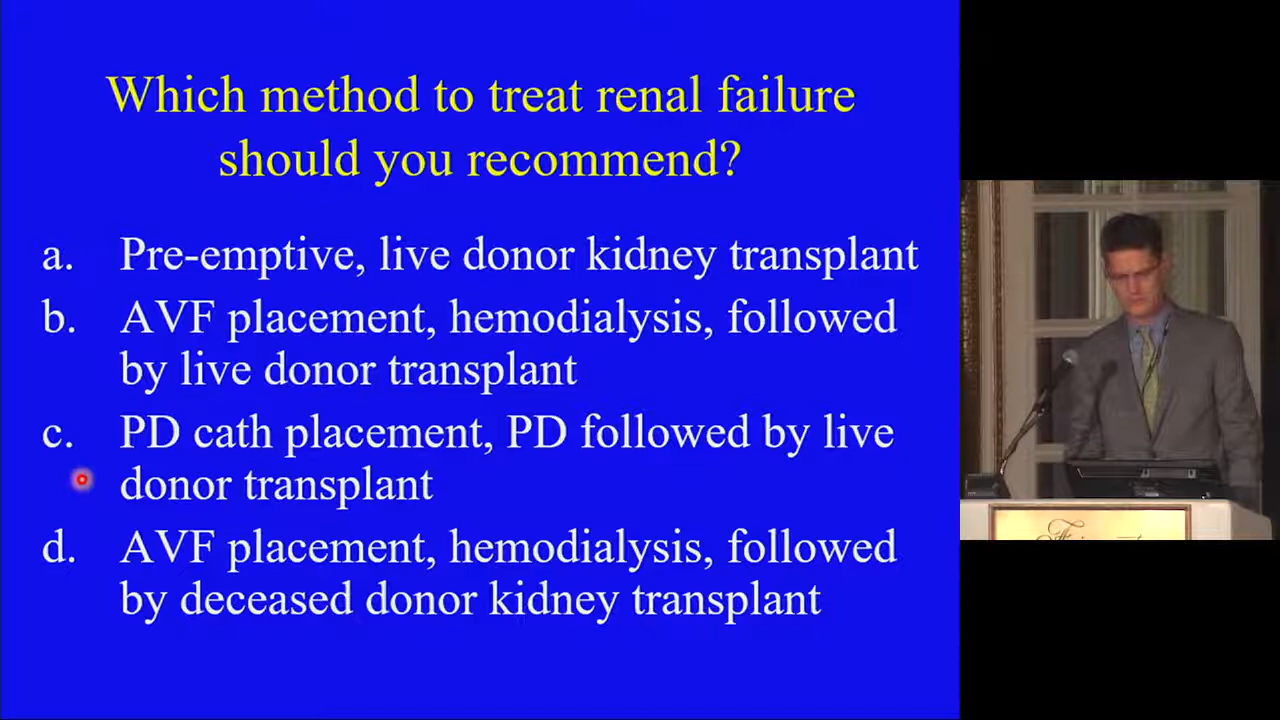 Which method to treat renal failure
should you recommend?
a. Pre-emptive, live donor kidney transplant
b. AVF placement, hemodialysis, followed
by live donor transplant
c. PD cath placement, PD followed by live
donor transplant
d. AVF placement, hemodialysis, followed
by deceased donor kidney transplant